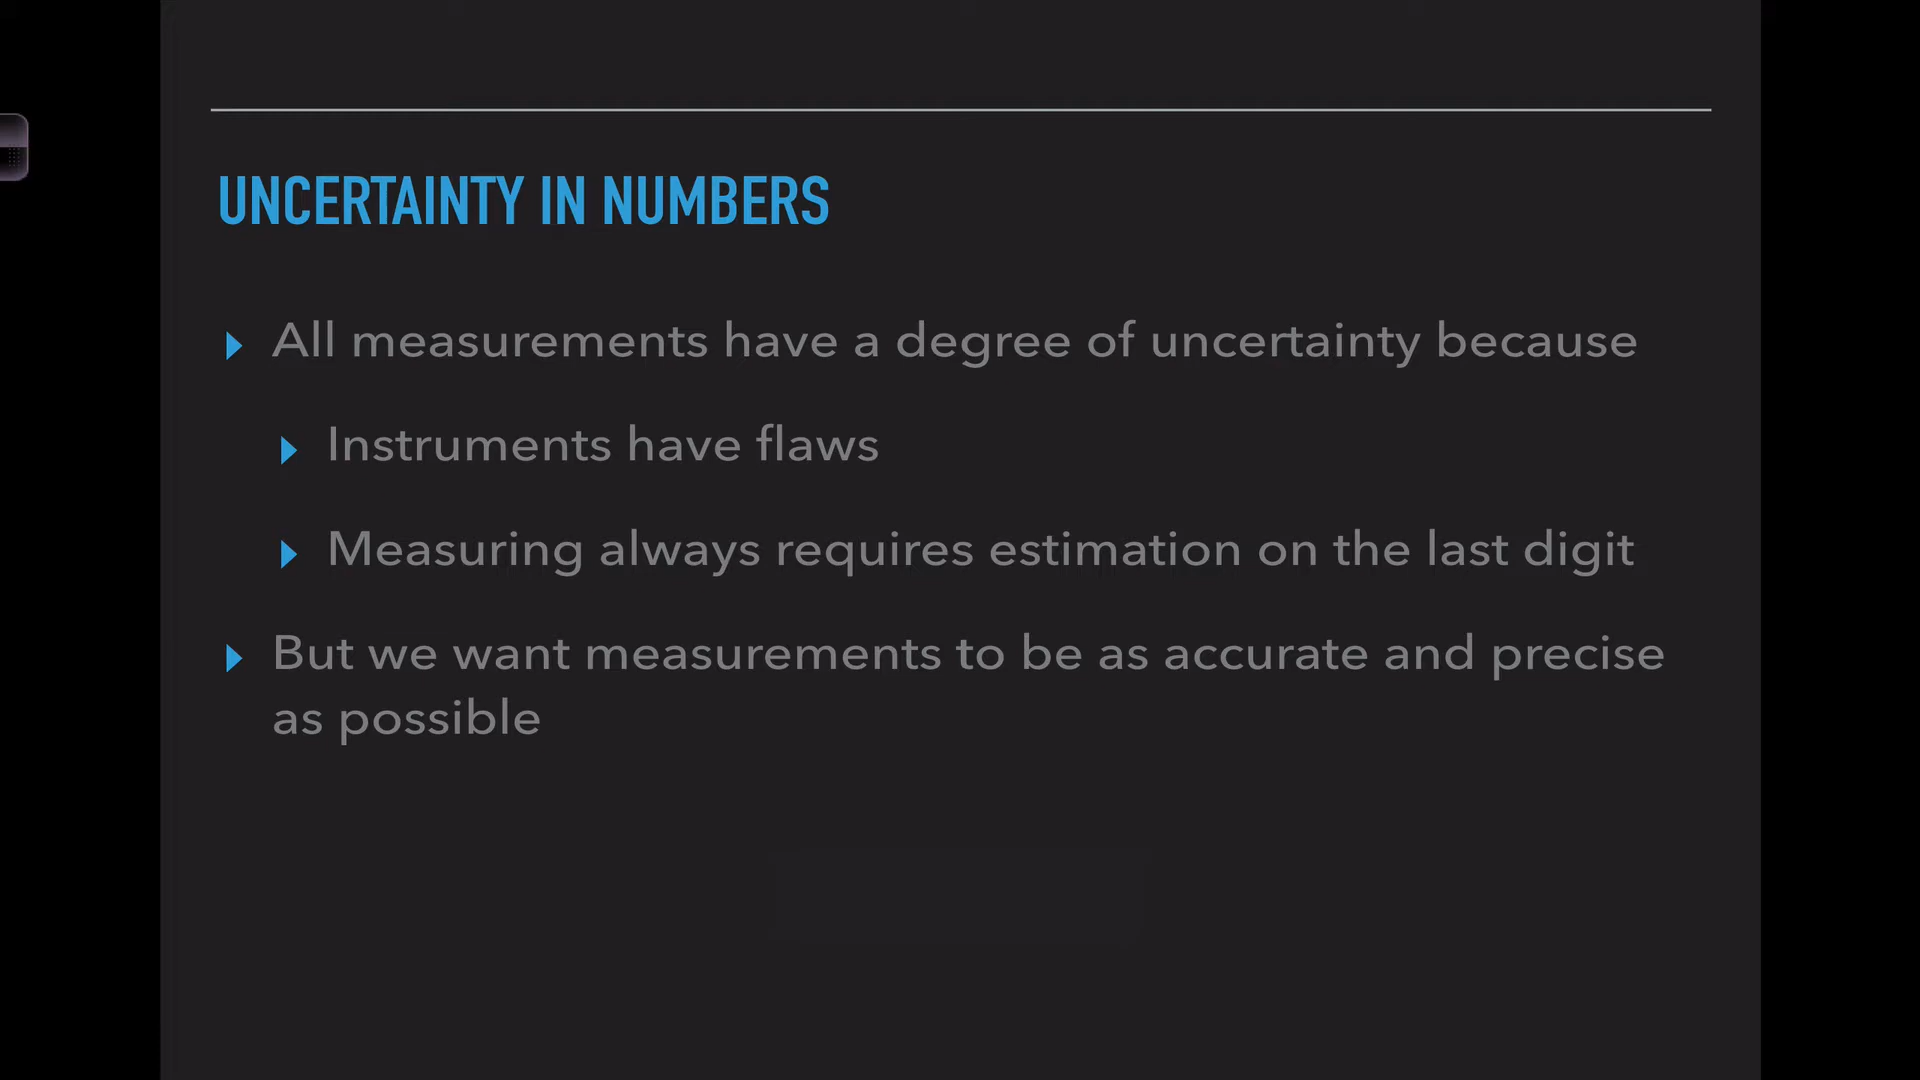 UNCERTAINTY IN NUMBERS
All measurements have a degree of uncertainty because
Instruments have flaws
Measuring always requires estimation on the last digit
But we want measurements to be as accurate and precise
as possible